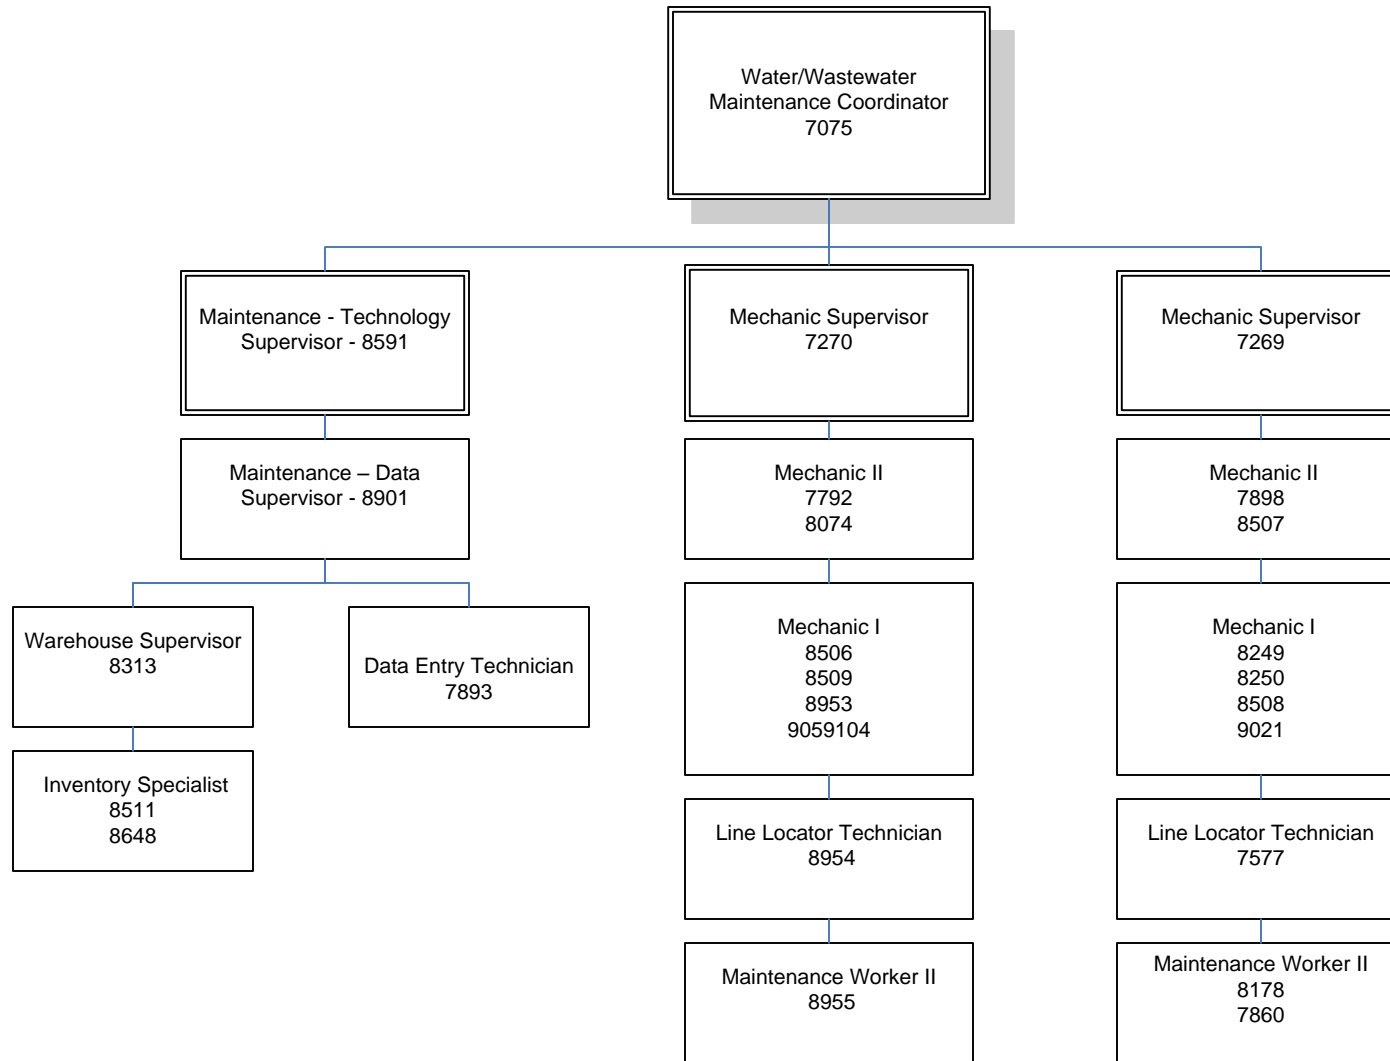 Water/Wastewater
Maintenance Coordinator
7075
Maintenance - Technology
Supervisor - 8591
Mechanic Supervisor
7270
Mechanic Supervisor
7269
Maintenance – Data
Supervisor - 8901
Mechanic II
7792
8074
Mechanic II
7898
8507
Warehouse Supervisor
8313
Data Entry Technician
7893
Mechanic I
8506
8509
8953
9059104
Mechanic I
8249
8250
8508
9021
Inventory Specialist
8511
8648
Line Locator Technician
8954
Line Locator Technician
7577
Maintenance Worker II
8955
Maintenance Worker II
8178
7860